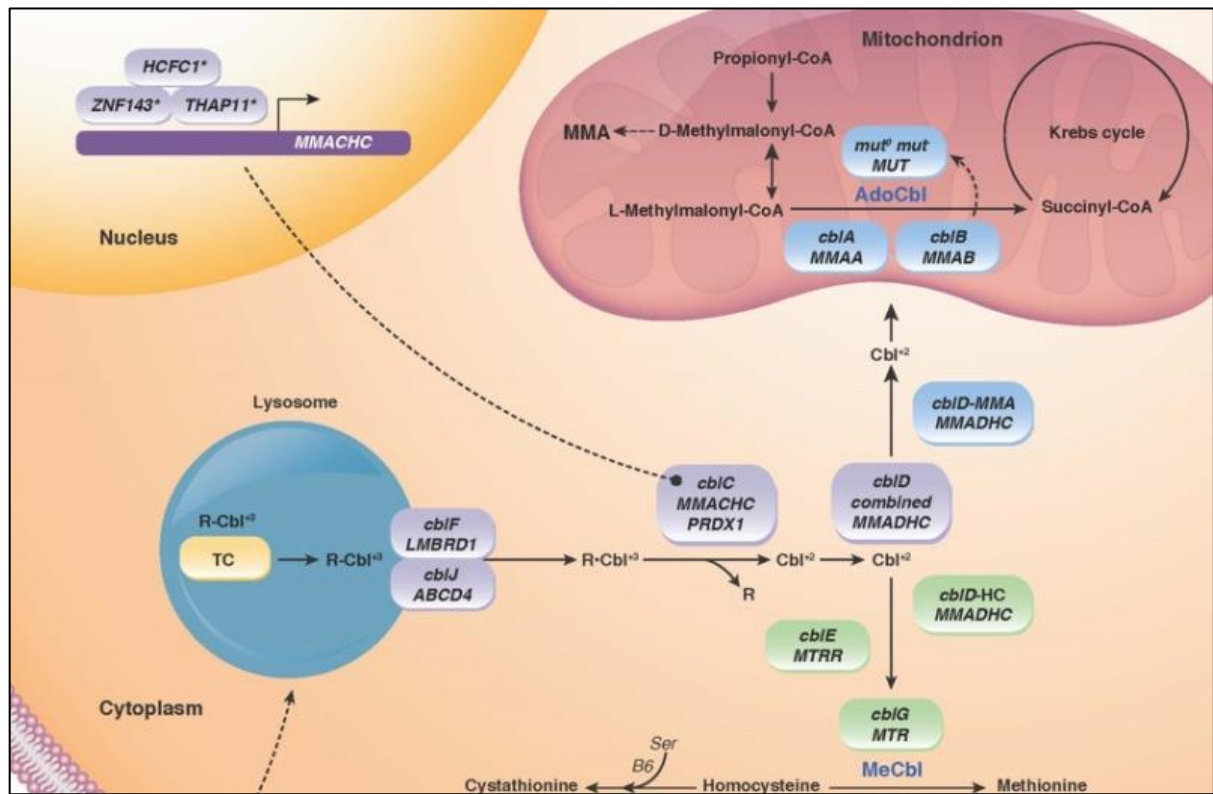 HCFC1*
ZNF143* THAP11*
MMACHC
Nucleus
Mitochondrion
Propionyl-CoA
MMA D-Methylmalonyl-CoA
mut⁰ mut⁻
MUT
Krebs cycle
AdoCbl
L-Methylmalonyl-CoA Succinyl-CoA
cblA
MMAA
cblB
MMAB
Cbl⁺²
cblD-MMA
MMADHC
Lysosome
cblC
MMACHC
PRDX1
cblD
combined
MMADHC
R-Cbl⁺³
TC
R-Cbl⁺³
cblF
LMBRD1
cblJ
ABCD4
R•Cbl⁺³
R
Cbl⁺²
Cbl⁺²
cblD-HC
MMADHC
cblE
MTRR
Cytoplasm
cblG
MTR
MeCbl
Ser
B6
Cystathionine Homocysteine Methionine